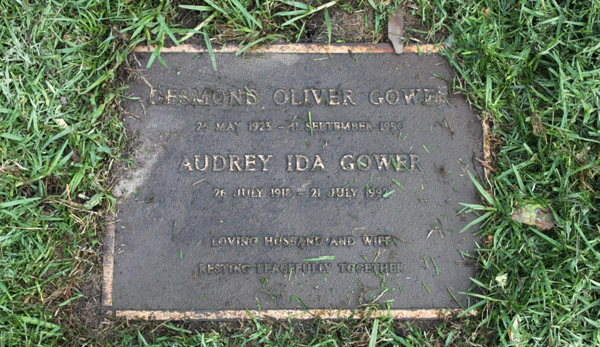 OLIVER GOWER
MAY 1923 - SEPTEMBER
AUDREY IDA GOWER
26 JULY 1918 - 21 JULY 1992
LOVING HUSBAND AND WIFE
RESTING PEACEFULLY TOGETHER